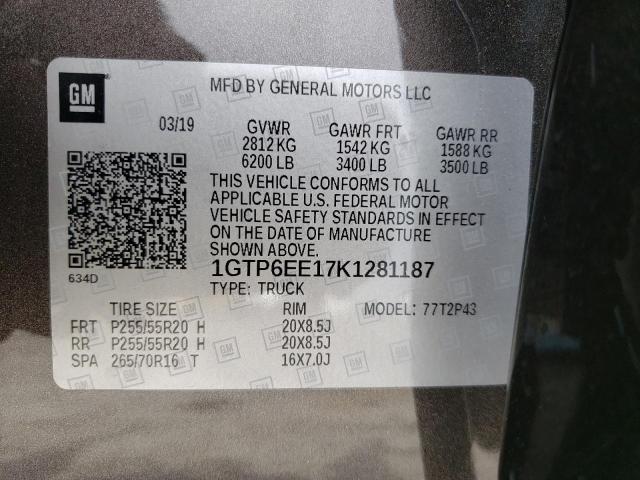 GM
MFD BY GENERAL MOTORS LLC
03/19 GVWR GAWR FRT GAWR RR
2812 KG 1542 KG 1588 KG
6200 LB 3400 LB 3500 LB
THIS VEHICLE CONFORMS TO ALL
APPLICABLE U.S. FEDERAL MOTOR
VEHICLE SAFETY STANDARDS IN EFFECT
ON THE DATE OF MANUFACTURE
SHOWN ABOVE.
634D
1GTP6EE17K1281187
TYPE: TRUCK MODEL: 77T2P43
TIRE SIZE RIM
FRT P255/55R20 H 20X8.5J
RR P255/55R20 H 20X8.5J
SPA 265/70R16 T 16X7.0J